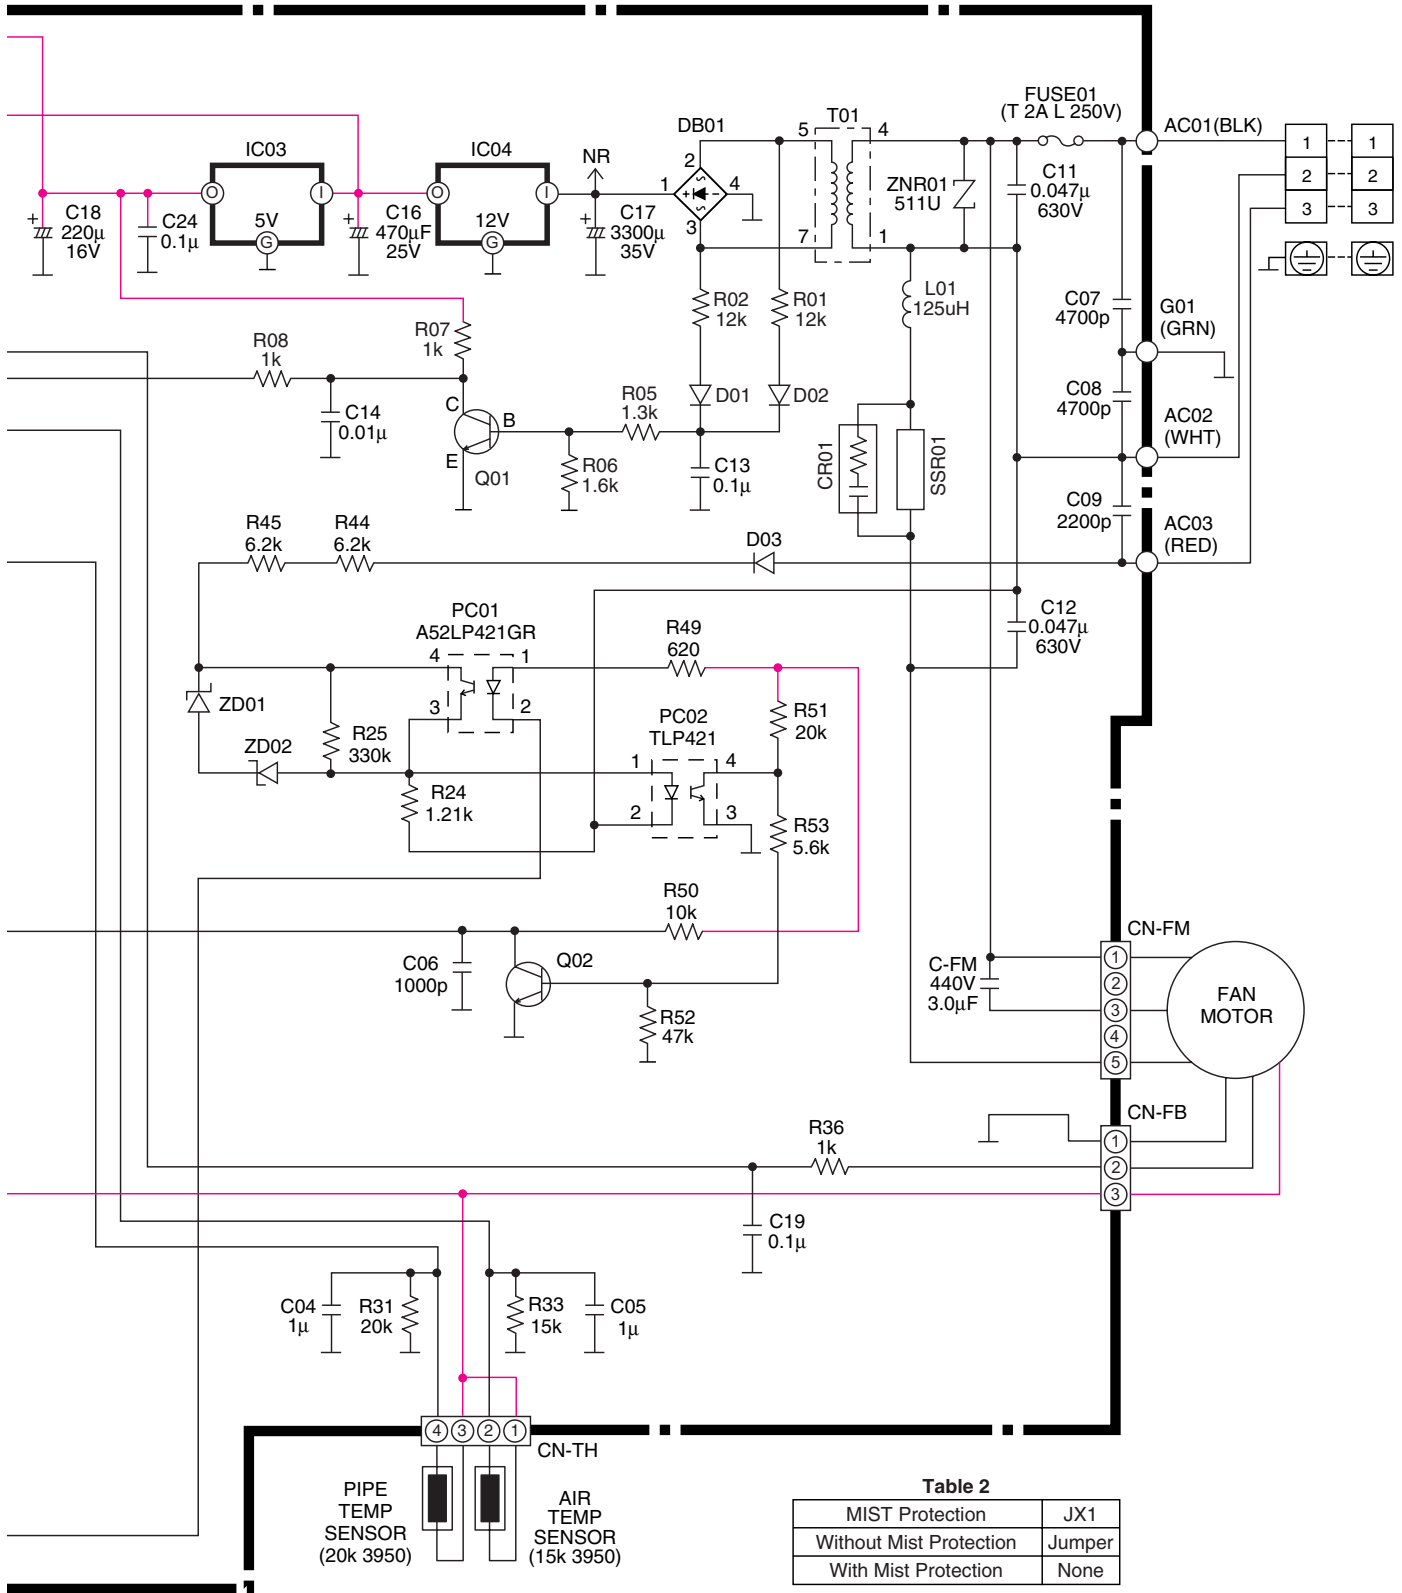 FUSE01
(T 2A L 250V)
T01
DB01
5
4
AC01(BLK)
1
1
IC03
IC04
NR
2
1
4
3
ZNR01
511U
C11
0.047µ
630V
2
2
O
I
O
I
3
3
C18
220µ
16V
C24
0.1µ
5V
G
C16
470µF
25V
12V
G
C17
3300µ
35V
7
1
R02
12k
R01
12k
L01
125uH
C07
4700p
G01
(GRN)
R08
1k
R07
1k
C14
0.01µ
C
B
E
Q01
R05
1.3k
D01
D02
C08
4700p
AC02
(WHT)
R06
1.6k
C13
0.1µ
CR01
SSR01
C09
2200p
AC03
(RED)
R45
6.2k
R44
6.2k
D03
PC01
A52LP421GR
4
1
3
2
R49
620
C12
0.047µ
630V
ZD01
ZD02
R25
330k
PC02
TLP421
1
4
2
3
R51
20k
R24
1.21k
R53
5.6k
R50
10k
CN-FM
C06
1000p
Q02
C-FM
440V
3.0µF
1
2
3
4
5
FAN
MOTOR
R52
47k
CN-FB
R36
1k
1
2
3
C19
0.1µ
C04
1µ
R31
20k
R33
15k
C05
1µ
4
3
2
1
CN-TH
PIPE
TEMP
SENSOR
(20k 3950)
AIR
TEMP
SENSOR
(15k 3950)
Table 2
MIST Protection JX1
Without Mist Protection Jumper
With Mist Protection None